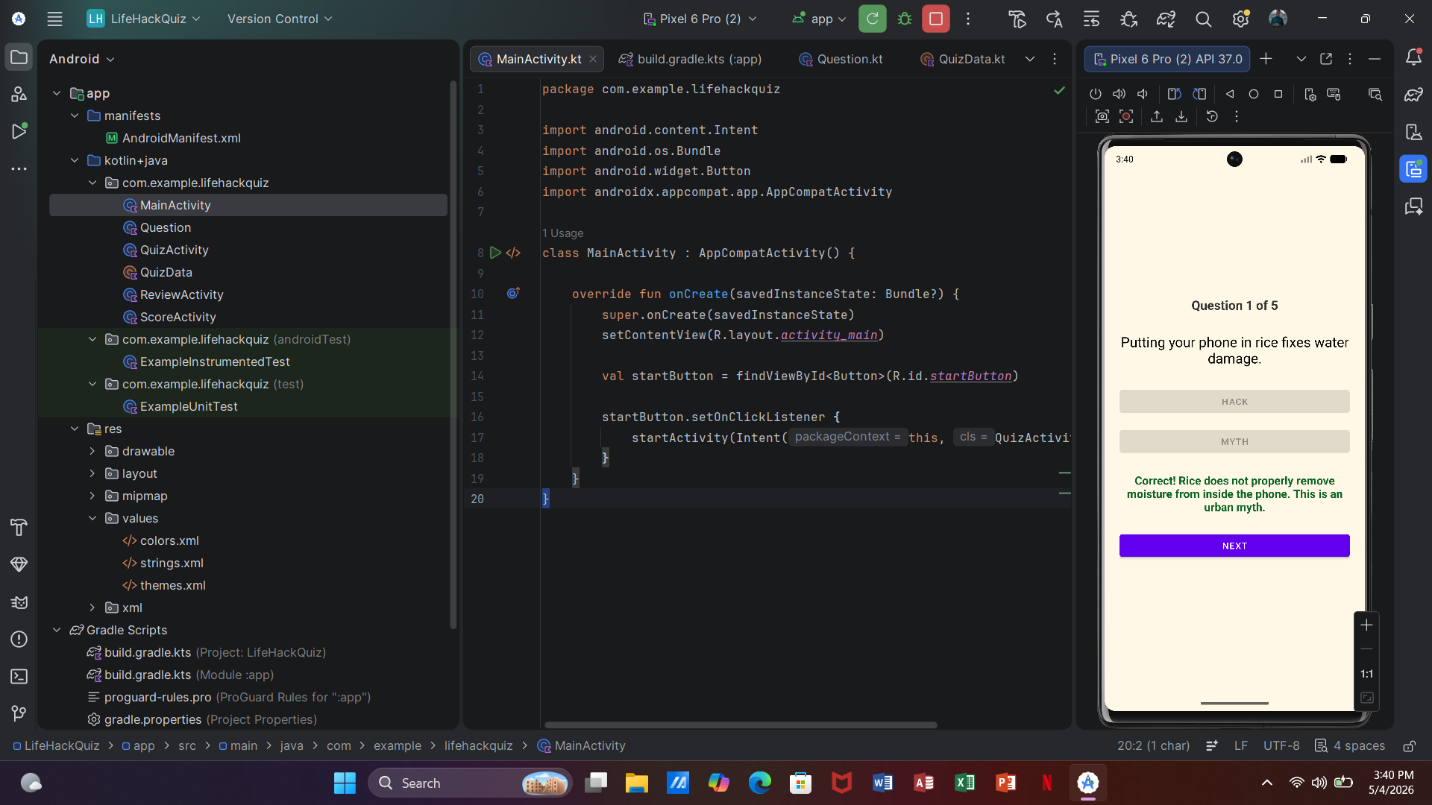 LH LifeHackQuiz Version Control Pixel 6 Pro (2) app
Android
app
manifests
AndroidManifest.xml
kotlin+java
com.example.lifehackquiz
MainActivity
Question
QuizActivity
QuizData
ReviewActivity
ScoreActivity
com.example.lifehackquiz (androidTest)
ExampleInstrumentedTest
com.example.lifehackquiz (test)
ExampleUnitTest
res
drawable
layout
mipmap
values
colors.xml
strings.xml
themes.xml
xml
Gradle Scripts
build.gradle.kts (Project: LifeHackQuiz)
build.gradle.kts (Module :app)
proguard-rules.pro (ProGuard Rules for ":app")
gradle.properties (Project Properties)
MainActivity.kt build.gradle.kts (:app) Question.kt QuizData.kt
1 package com.example.lifehackquiz
2
3 import android.content.Intent
4 import android.os.Bundle
5 import android.widget.Button
6 import androidx.appcompat.app.AppCompatActivity
7
1 Usage
8 class MainActivity : AppCompatActivity() {
9
10 override fun onCreate(savedInstanceState: Bundle?) {
11 super.onCreate(savedInstanceState)
12 setContentView(R.layout.activity_main)
13
14 val startButton = findViewById<Button>(R.id.startButton)
15
16 startButton.setOnClickListener {
17 startActivity(Intent( packageContext = this, cls = QuizActivit
18 }
19 }
20 }
Pixel 6 Pro (2) API 37.0
3:40
Question 1 of 5
Putting your phone in rice fixes water
damage.
HACK
MYTH
Correct! Rice does not properly remove
moisture from inside the phone. This is an
urban myth.
NEXT
1:1
LifeHackQuiz > app > src > main > java > com > example > lifehackquiz > MainActivity
20:2 (1 char) LF UTF-8 4 spaces
Search
3:40 PM
5/4/2026